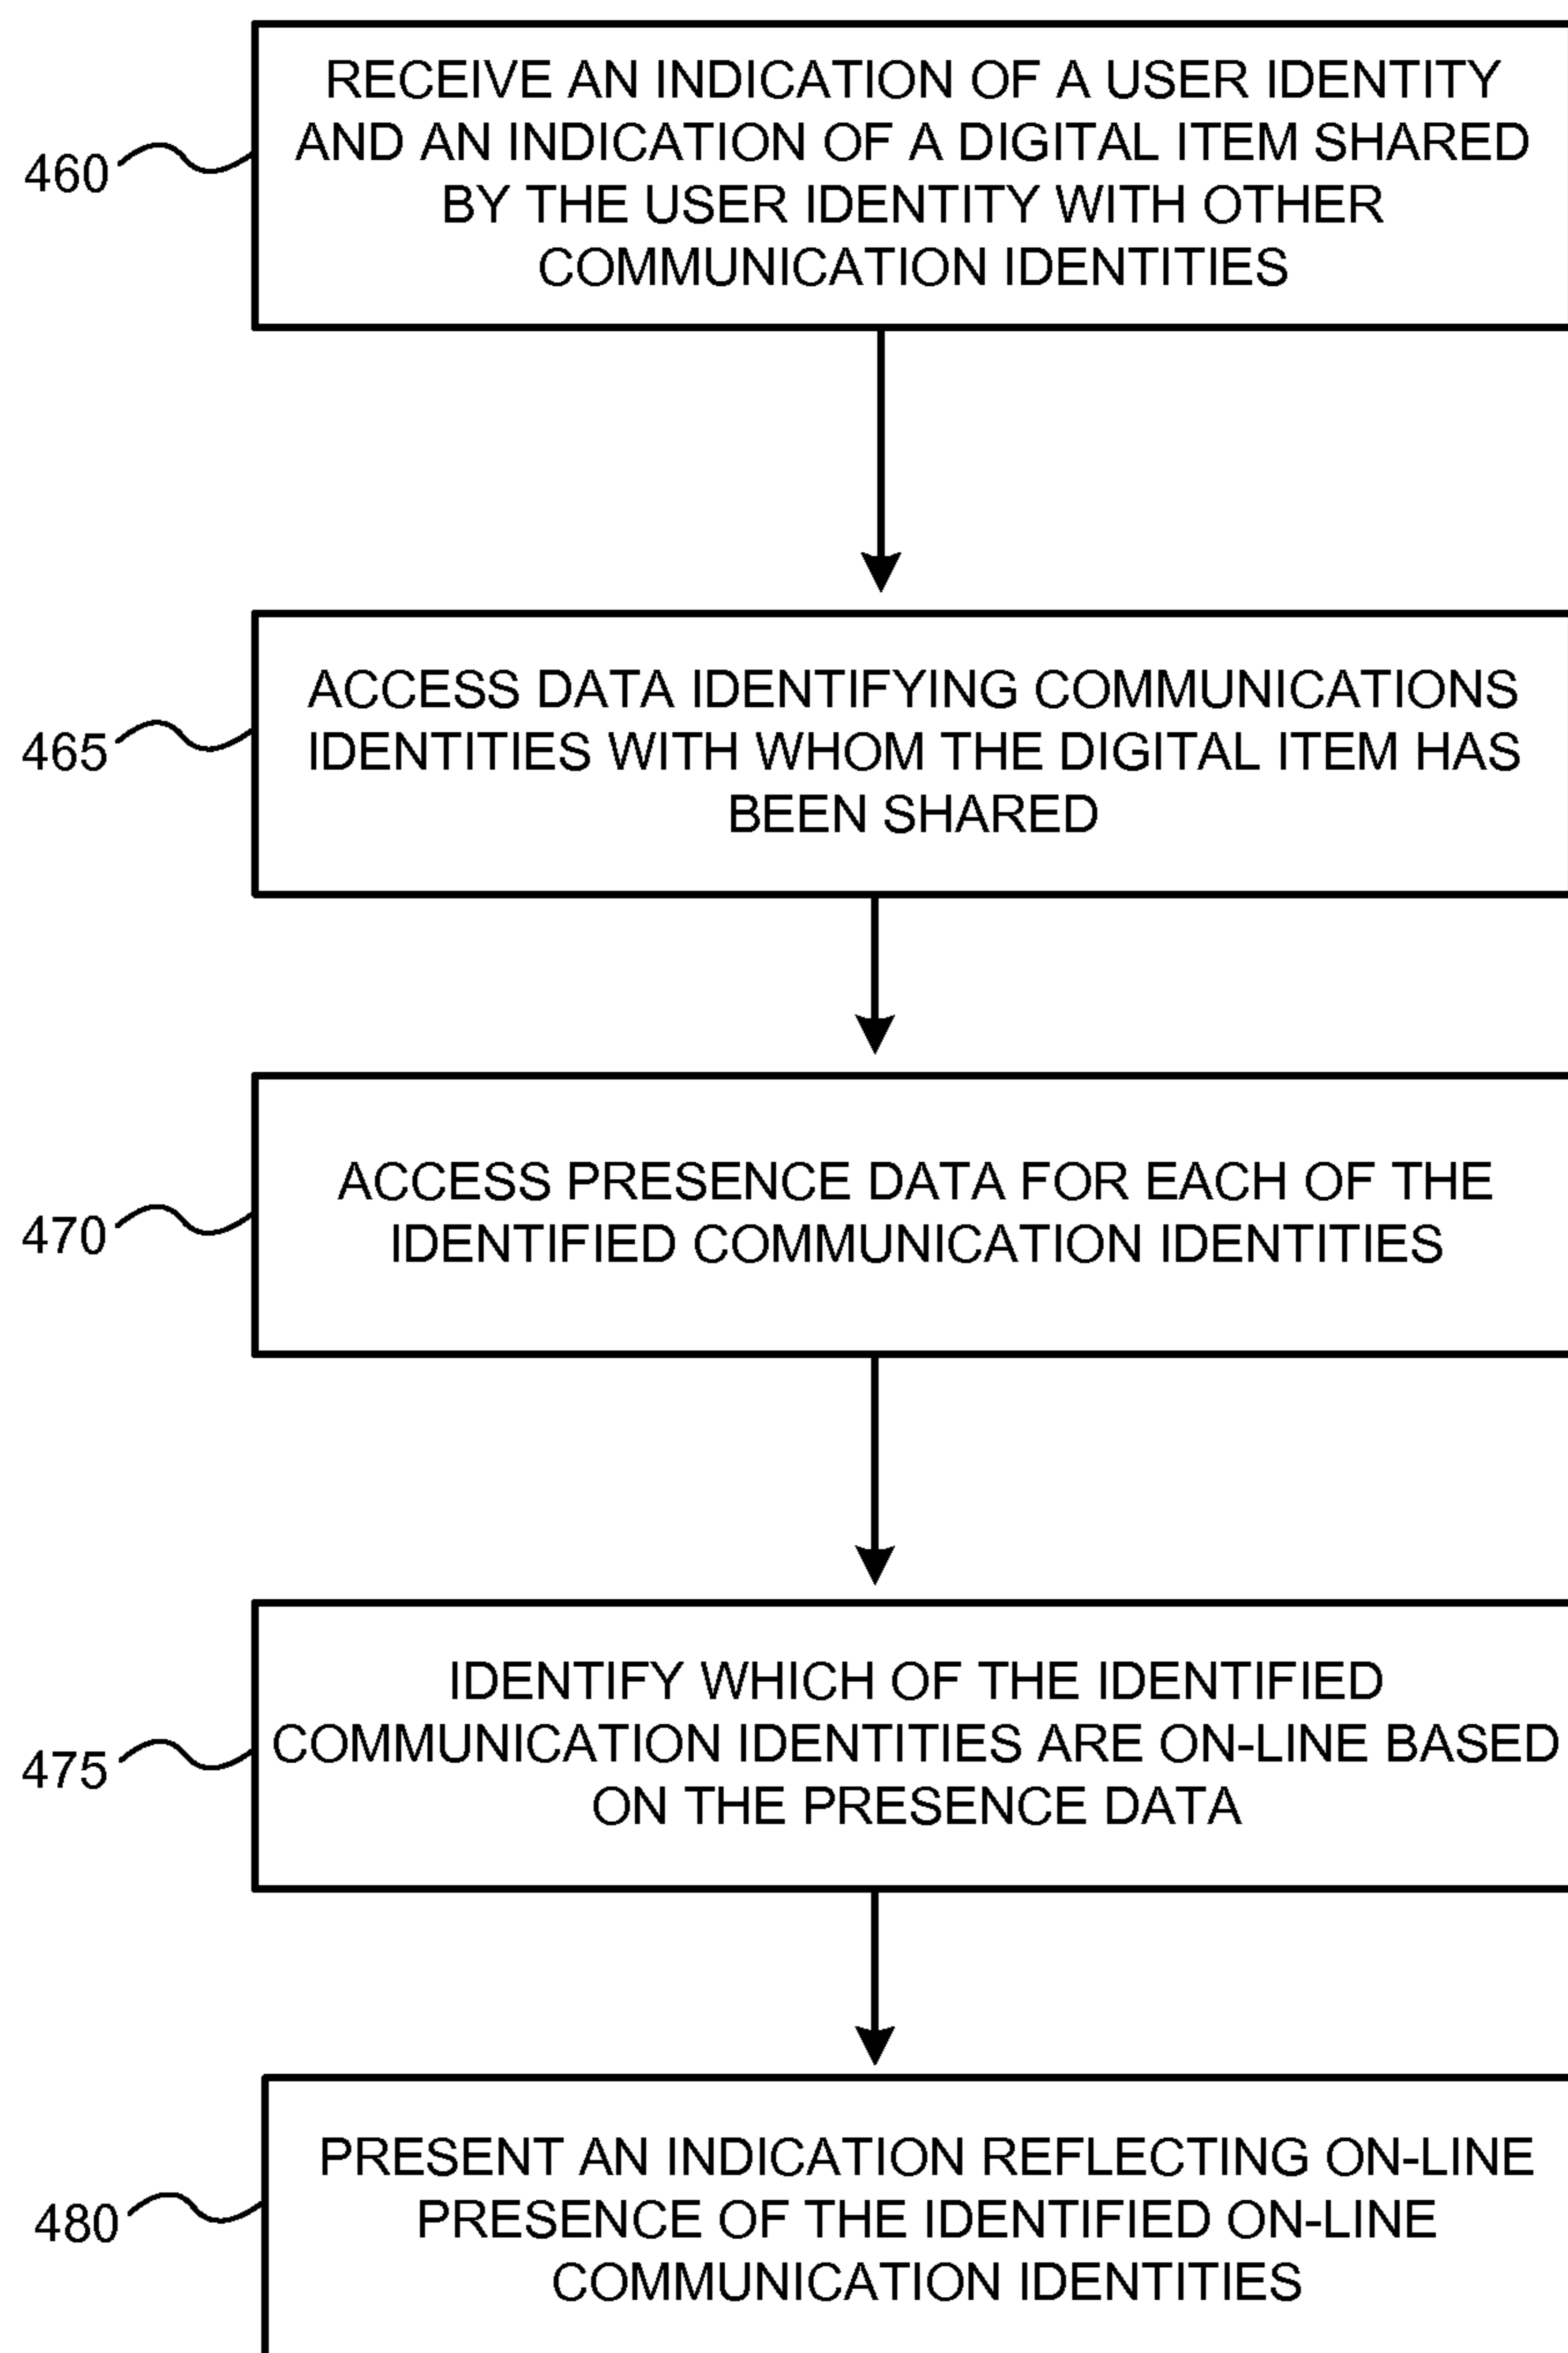 RECEIVE AN INDICATION OF A USER IDENTITY
AND AN INDICATION OF A DIGITAL ITEM SHARED
BY THE USER IDENTITY WITH OTHER
COMMUNICATION IDENTITIES
460
ACCESS DATA IDENTIFYING COMMUNICATIONS
IDENTITIES WITH WHOM THE DIGITAL ITEM HAS
BEEN SHARED
465
ACCESS PRESENCE DATA FOR EACH OF THE
IDENTIFIED COMMUNICATION IDENTITIES
470
IDENTIFY WHICH OF THE IDENTIFIED
COMMUNICATION IDENTITIES ARE ON-LINE BASED
ON THE PRESENCE DATA
475
PRESENT AN INDICATION REFLECTING ON-LINE
PRESENCE OF THE IDENTIFIED ON-LINE
COMMUNICATION IDENTITIES
480